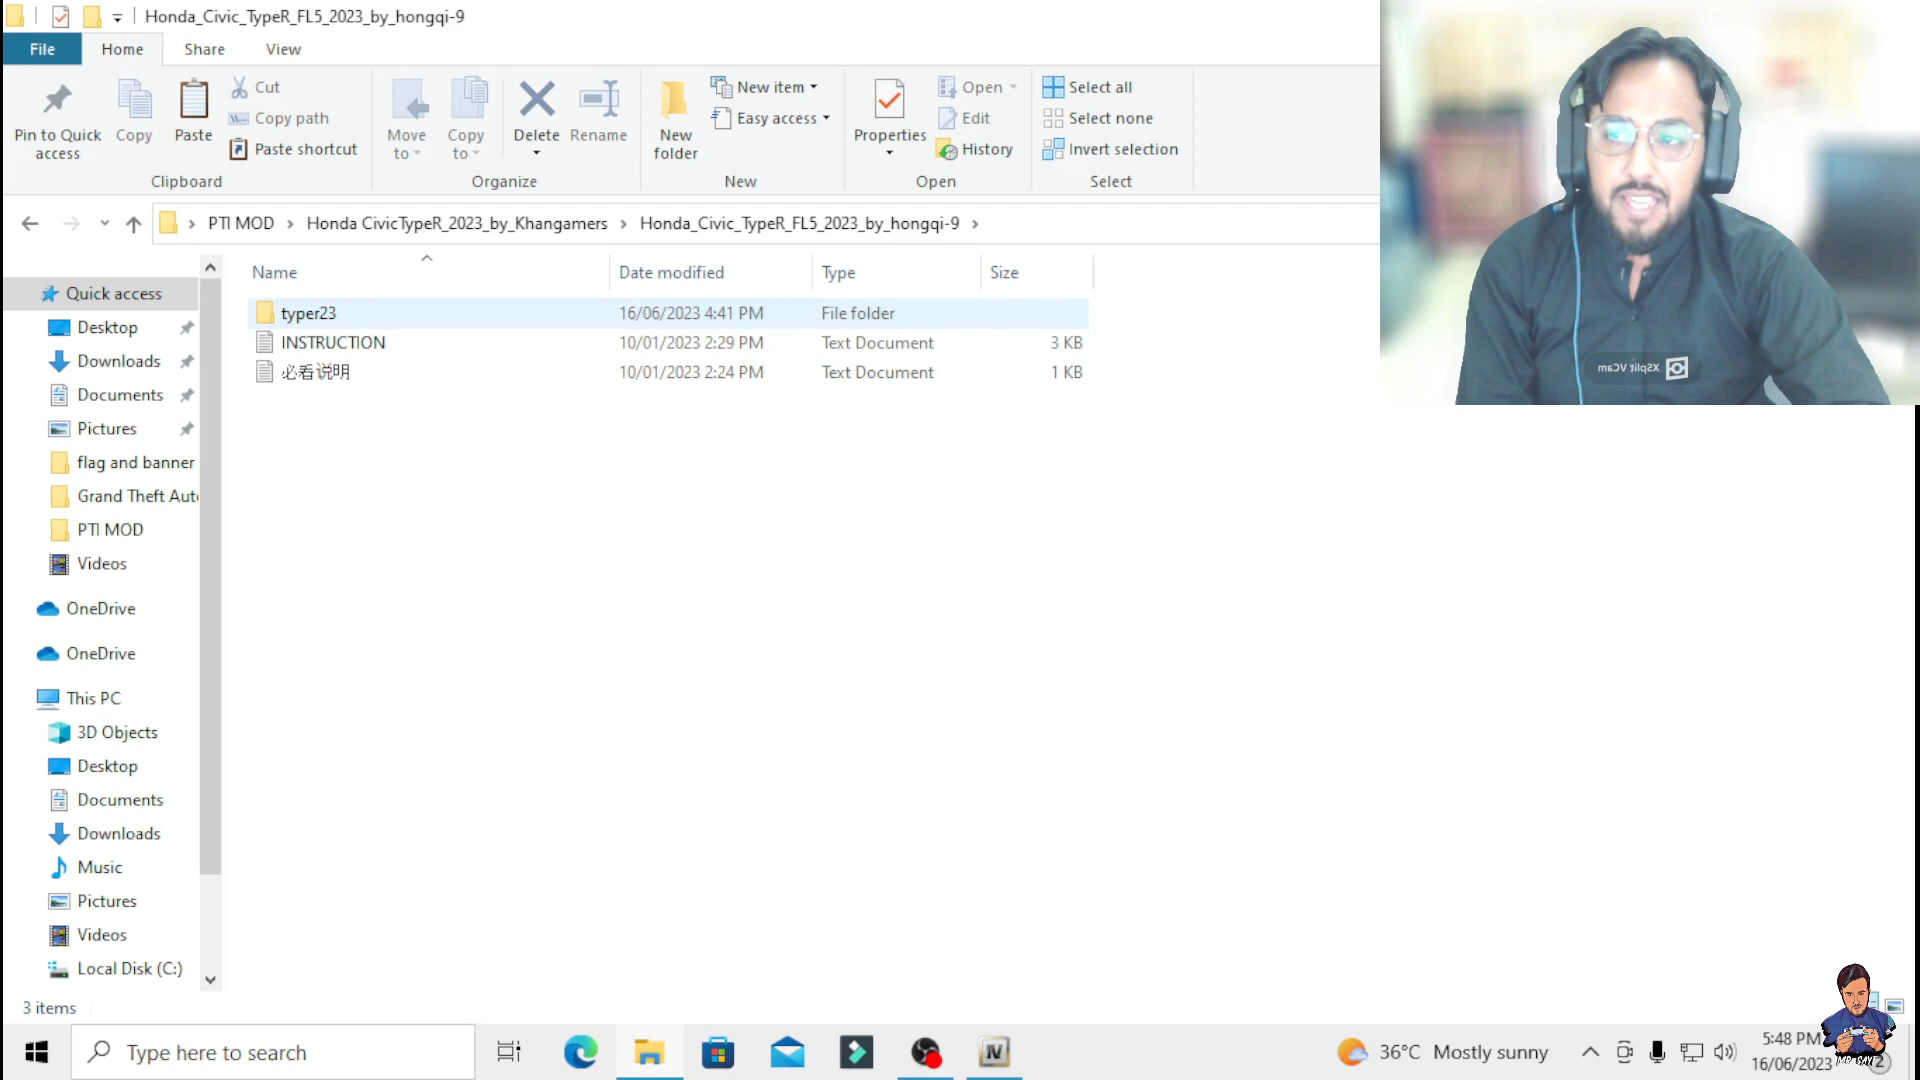 Honda_Civic_TypeR_FL5_2023_by_hongqi-9
File Home Share View
Pin to Quick access
Copy
Paste
Cut
Copy path
Paste shortcut
Clipboard
Move to
Copy to
Delete
Rename
Organize
New folder
New item
Easy access
New
Properties
Open
Edit
History
Open
Select all
Select none
Invert selection
Select
PTI MOD > Honda CivicTypeR_2023_by_Khangamers > Honda_Civic_TypeR_FL5_2023_by_hongqi-9 >
Name Date modified Type Size
typer23 16/06/2023 4:41 PM File folder
INSTRUCTION 10/01/2023 2:29 PM Text Document 3 KB
必看说明 10/01/2023 2:24 PM Text Document 1 KB
Quick access
Desktop
Downloads
Documents
Pictures
flag and banner
Grand Theft Aut
PTI MOD
Videos
OneDrive
OneDrive
This PC
3D Objects
Desktop
Documents
Downloads
Music
Pictures
Videos
Local Disk (C:)
3 items
XSplit VCam
Type here to search
IV
36°C Mostly sunny
5:48 PM
16/06/2023
2